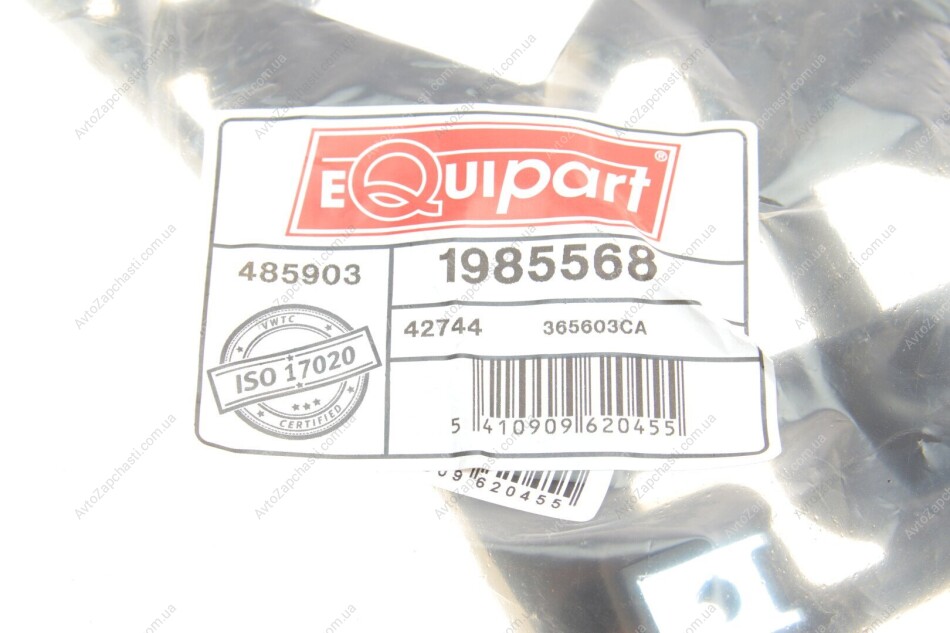 EQUIPART®
485903
1985568
42744 365603CA
VWTC
ISO 17020
CERTIFIED
5 410909 620455
09 620455
AvtoZapchasti.com.ua